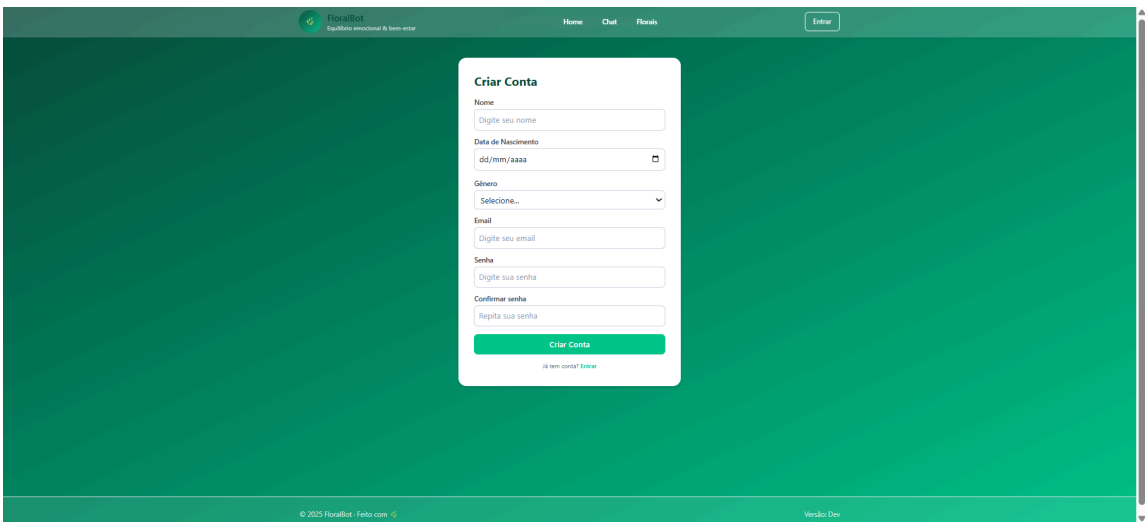 FloralBot
Equilíbrio emocional & bem-estar
Home Chat Florais
Entrar
Criar Conta
Nome
Digite seu nome
Data de Nascimento
dd/mm/aaaa
Gênero
Selecione...
Email
Digite seu email
Senha
Digite sua senha
Confirmar senha
Repita sua senha
Criar Conta
Já tem conta? Entrar
© 2025 FloralBot - Feito com
Versão: Dev